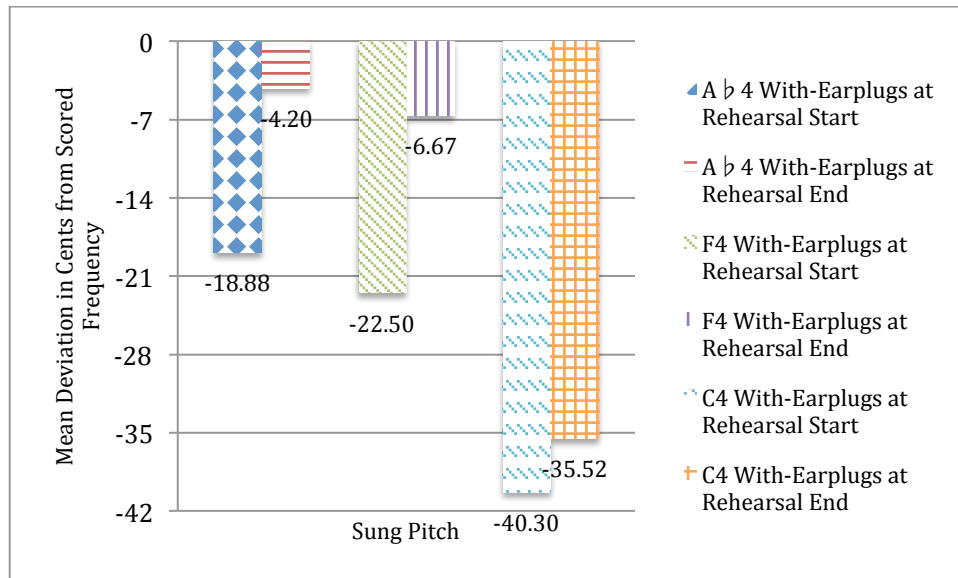 0
-7
-14
-21
-28
-35
-42
Mean Deviation in Cents from Scored
Frequency
-18.88
-4.20
-22.50
-6.67
-40.30
-35.52
Sung Pitch
A♭4 With-Earplugs at
Rehearsal Start
A♭4 With-Earplugs at
Rehearsal End
F4 With-Earplugs at
Rehearsal Start
F4 With-Earplugs at
Rehearsal End
C4 With-Earplugs at
Rehearsal Start
C4 With-Earplugs at
Rehearsal End